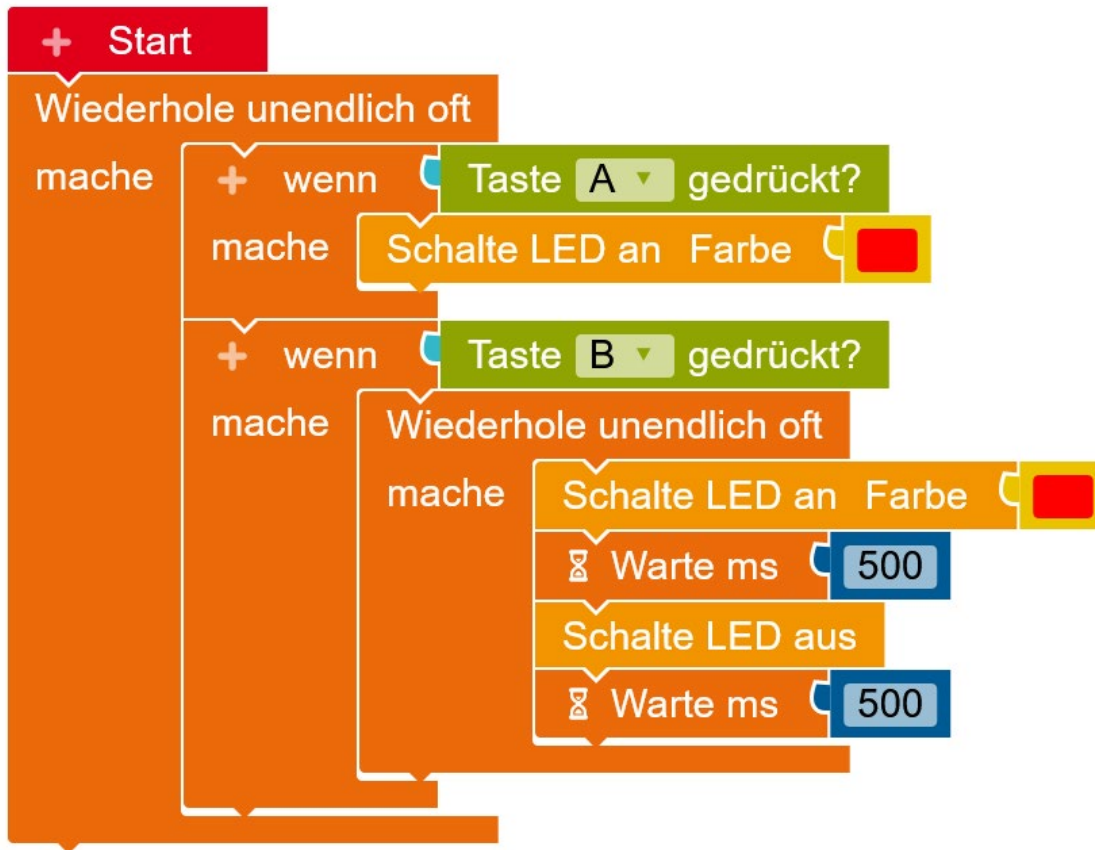 + Start
Wiederhole unendlich oft
mache + wenn Taste A gedrückt?
mache Schalte LED an Farbe
+ wenn Taste B gedrückt?
mache Wiederhole unendlich oft
mache Schalte LED an Farbe
Warte ms 500
Schalte LED aus
Warte ms 500